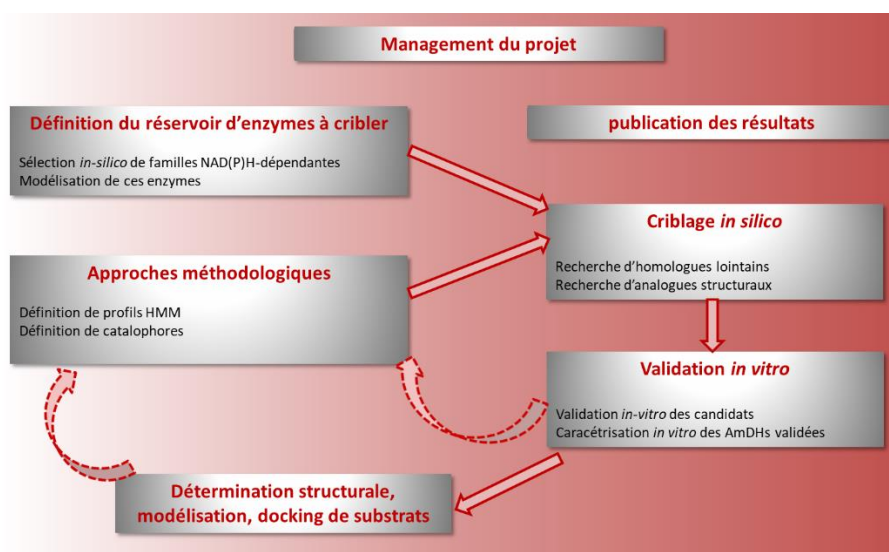 Management du projet
Définition du réservoir d'enzymes à cribler
Sélection in-silico de familles NAD(P)H-dépendantes
Modélisation de ces enzymes
publication des résultats
Criblage in silico
Recherche d'homologues lointains
Recherche d'analogues structuraux
Approches méthodologiques
Définition de profils HMM
Définition de catalophores
Validation in vitro
Validation in-vitro des candidats
Caracétrisation in vitro des AmDHs validées
Détermination structurale,
modélisation, docking de substrats